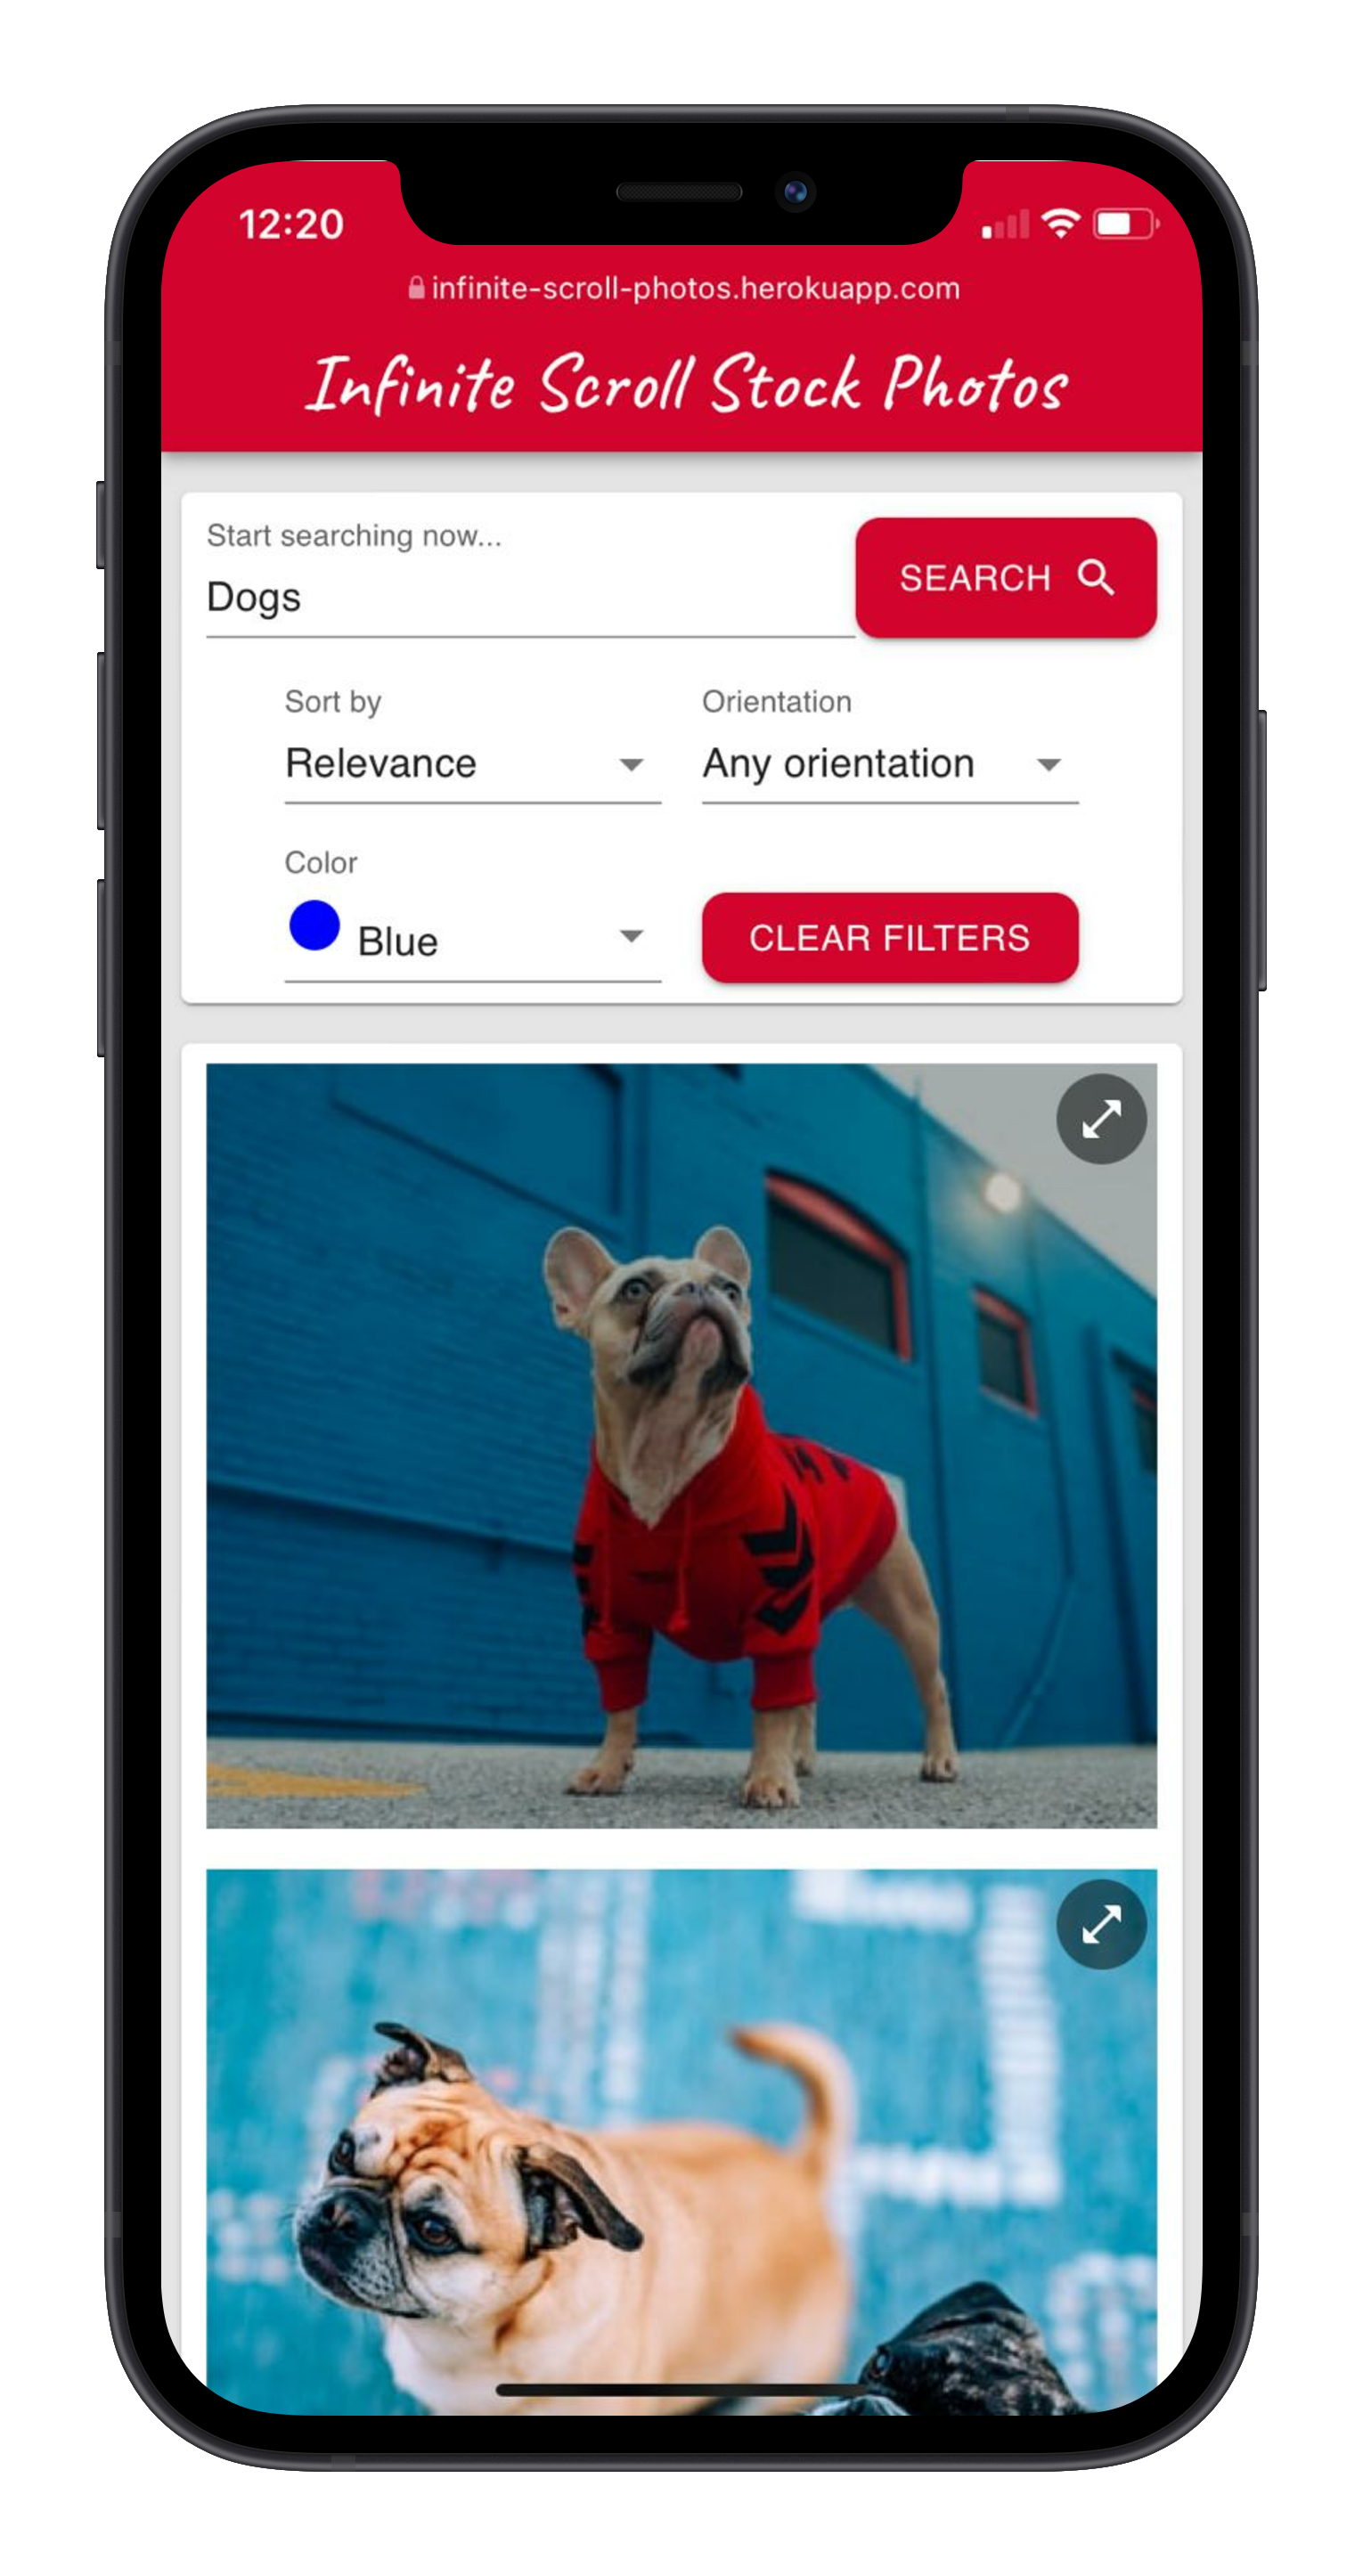 12:20
infinite-scroll-photos.herokuapp.com
Infinite Scroll Stock Photos
Start searching now...
Dogs
SEARCH
Sort by
Relevance
Orientation
Any orientation
Color
Blue
CLEAR FILTERS